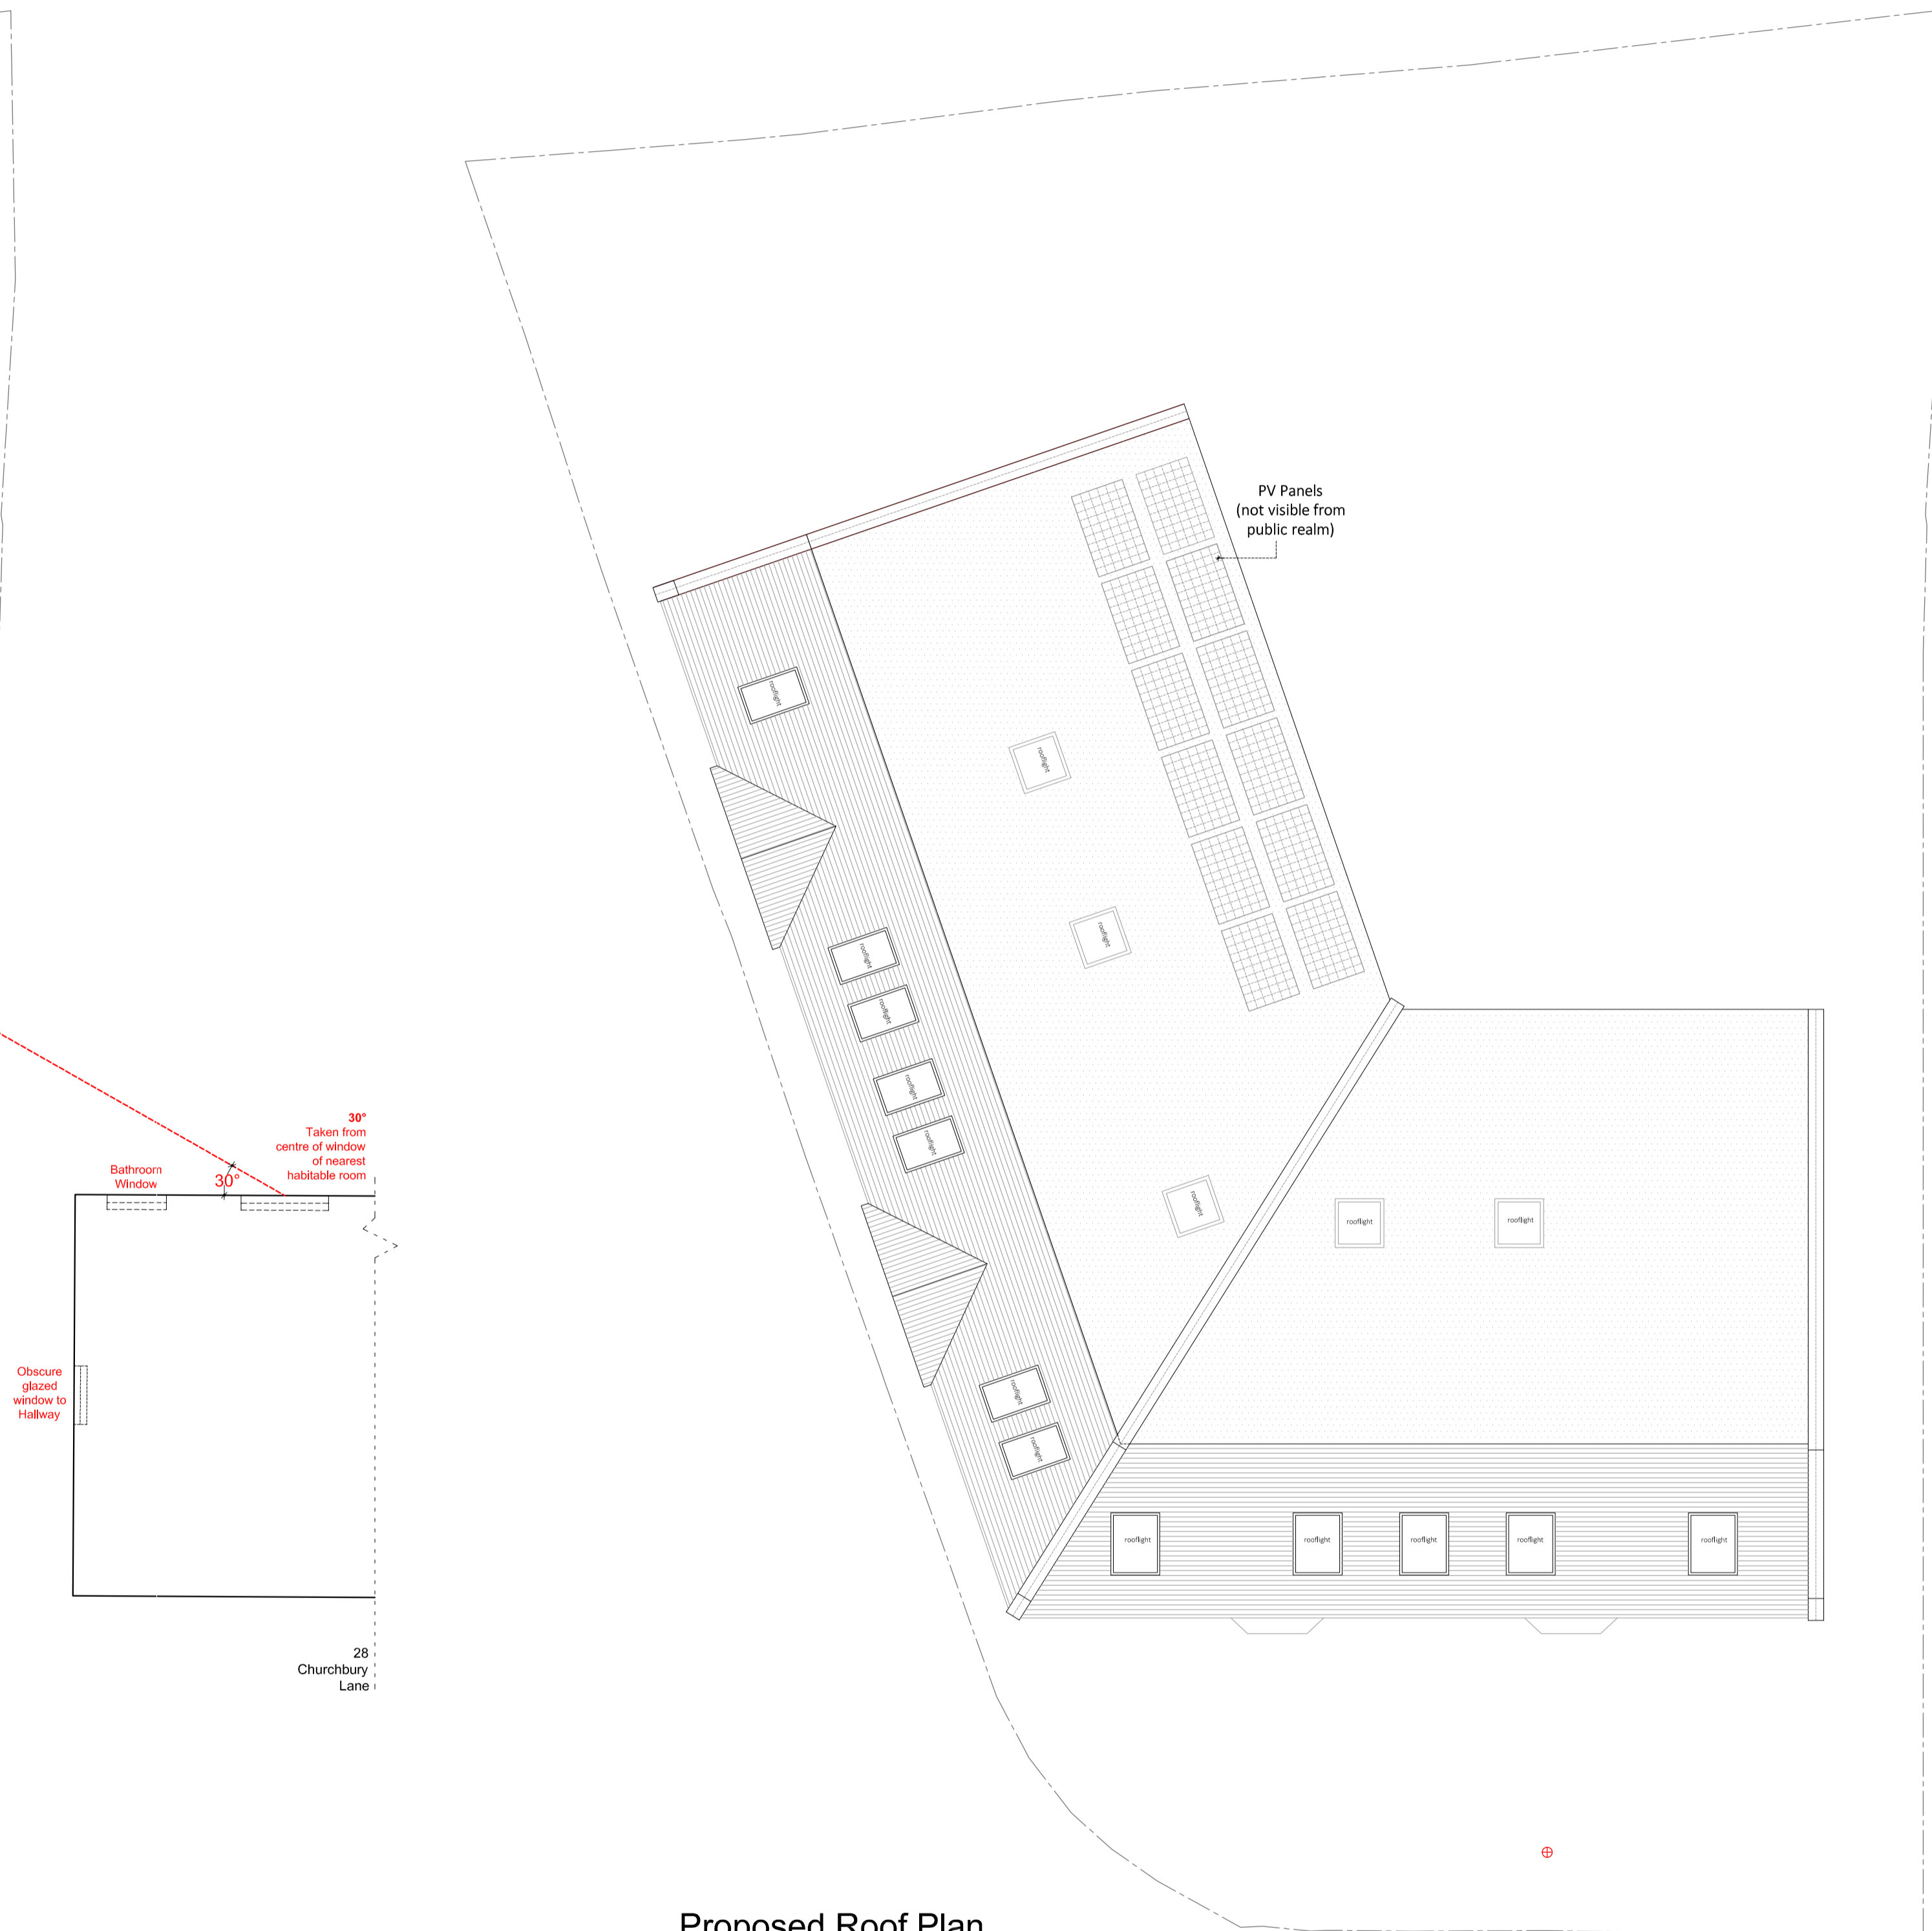 PV Panels
(not visible from
public realm)
rooflight
rooflight
rooflight
rooflight
rooflight
rooflight
rooflight
30°
Taken from
centre of window
of nearest
habitable room
Bathroom
Window
30°
rooflight
rooflight
rooflight
Obscure
glazed
window to
Hallway
rooflight
rooflight
rooflight
rooflight
rooflight
rooflight
rooflight
28
Churchbury
Lane
Proposed Roof Plan